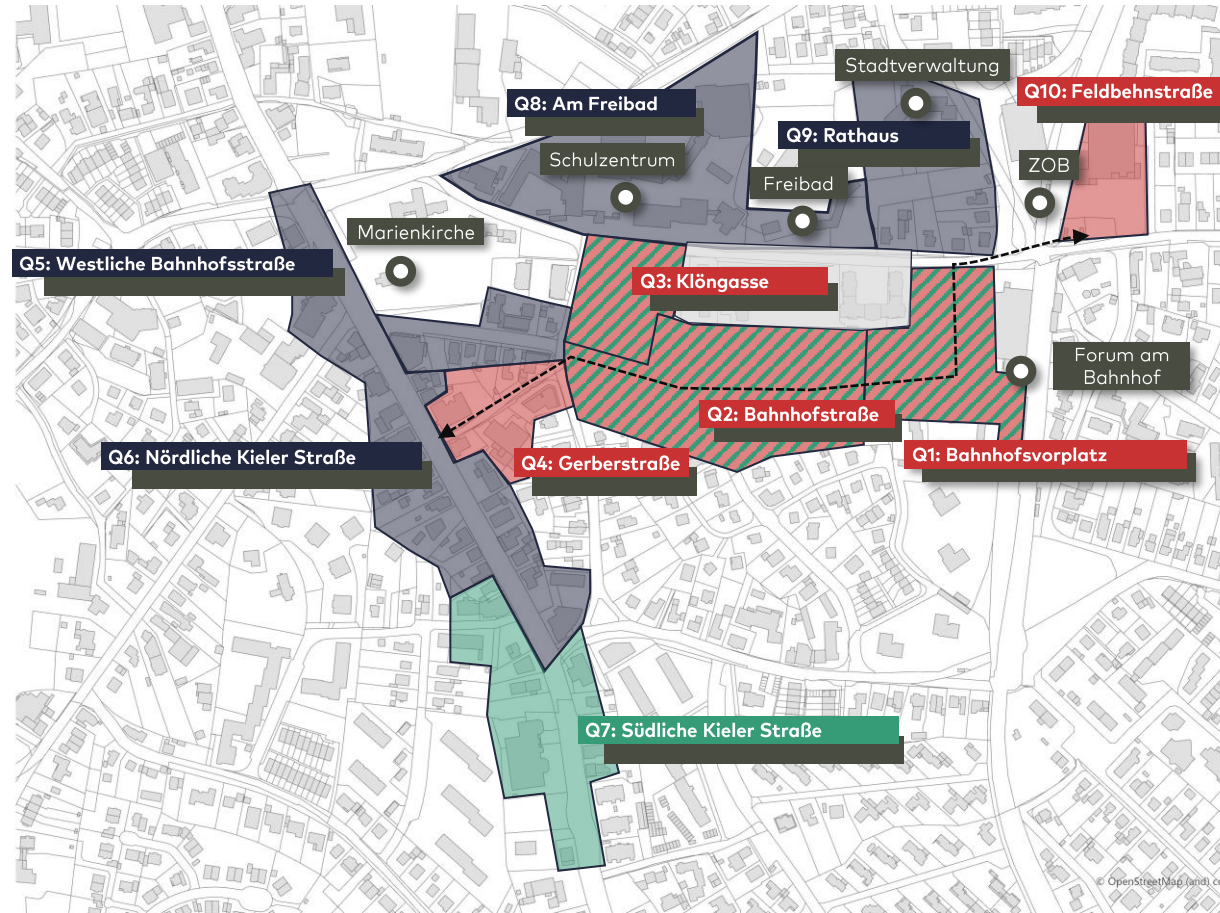 Stadtverwaltung
Q10: Feldbehnstraße
Q8: Am Freibad
Q9: Rathaus
Schulzentrum
ZOB
Freibad
Marienkirche
Q5: Westliche Bahnhofsstraße
Q3: Klöngasse
Forum am
Bahnhof
Q2: Bahnhofstraße
Q6: Nördliche Kieler Straße
Q4: Gerberstraße
Q1: Bahnhofsvorplatz
Q7: Südliche Kieler Straße
© OpenStreetMap (and)